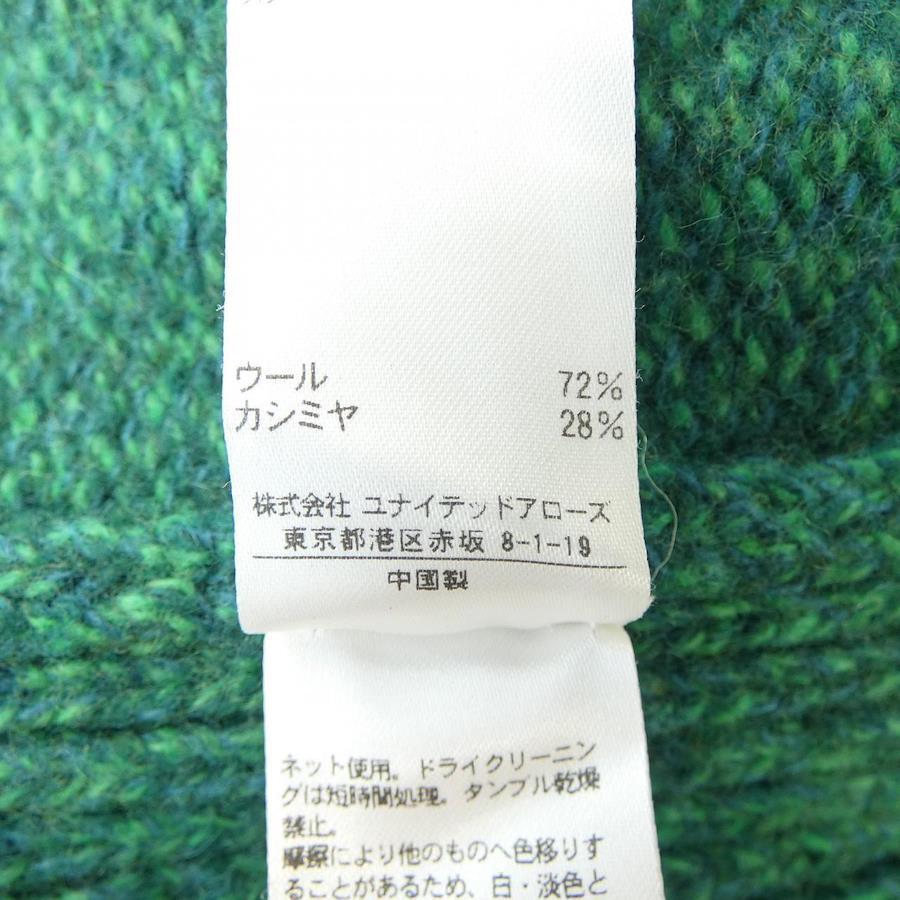 ウール 72%
カシミヤ 28%
株式会社 ユナイテッドアローズ
東京都港区赤坂 8-1-19
中国製
ネット使用。ドライクリーニン
グは短時間処理。タンブル乾燥
禁止。
摩擦により他のものへ色移りす
ることがあるため、白・淡色と